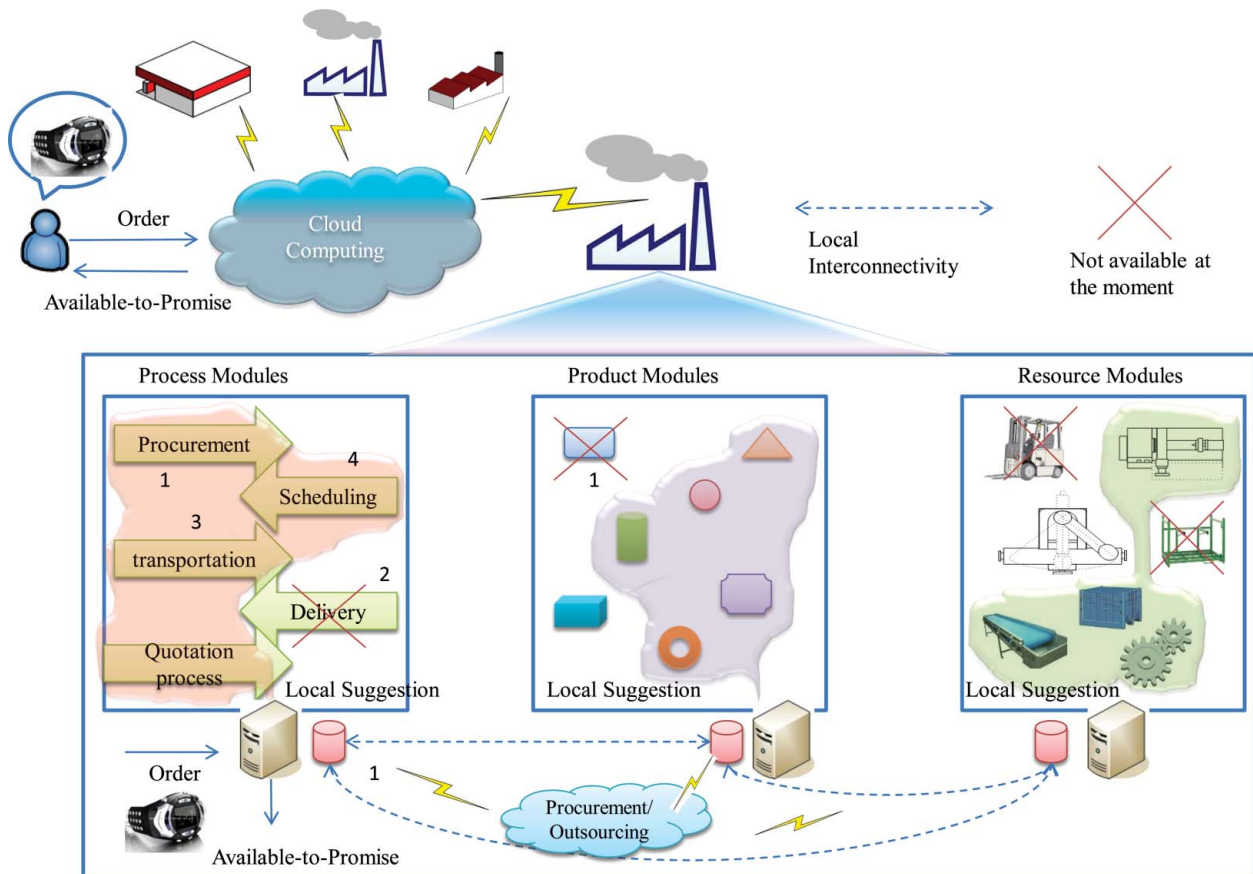 Order
Cloud
Computing
Available-to-Promise
Local
Interconnectivity
Not available at
the moment
Process Modules
Product Modules
Resource Modules
Procurement
1
4
Scheduling
3
transportation
2
Delivery
Quotation
process
Local Suggestion
1
Local Suggestion
Local Suggestion
Order
1
Procurement/
Outsourcing
Available-to-Promise